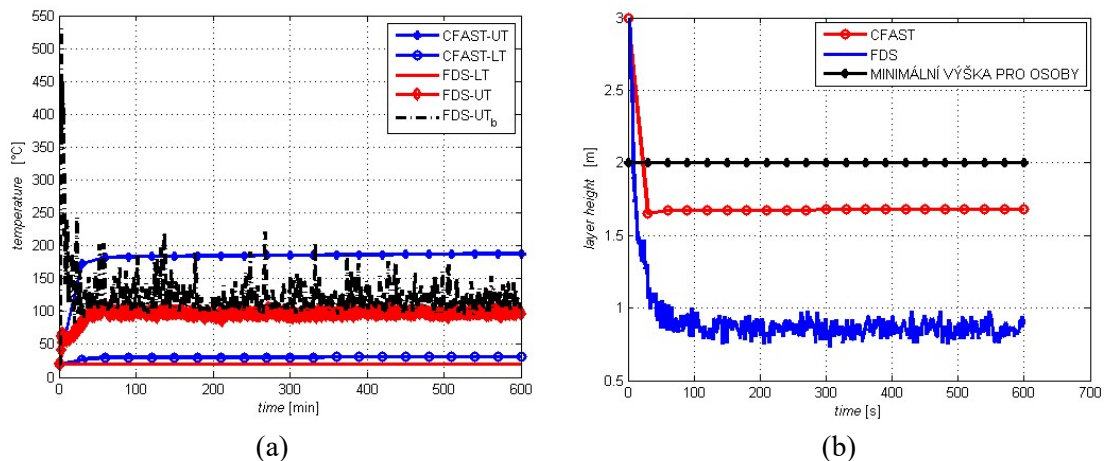 550
500
450
400
350
300
250
200
150
100
50
0
temperature [°C]
0 100 200 300 400 500 600
time [min]
CFAST-UT
CFAST-LT
FDS-LT
FDS-UT
FDS-UT_b
(a)
3
2.5
2
1.5
1
0.5
layer height [m]
0 100 200 300 400 500 600 700
time [s]
CFAST
FDS
MINIMÁLNÍ VÝŠKA PRO OSOBY
(b)